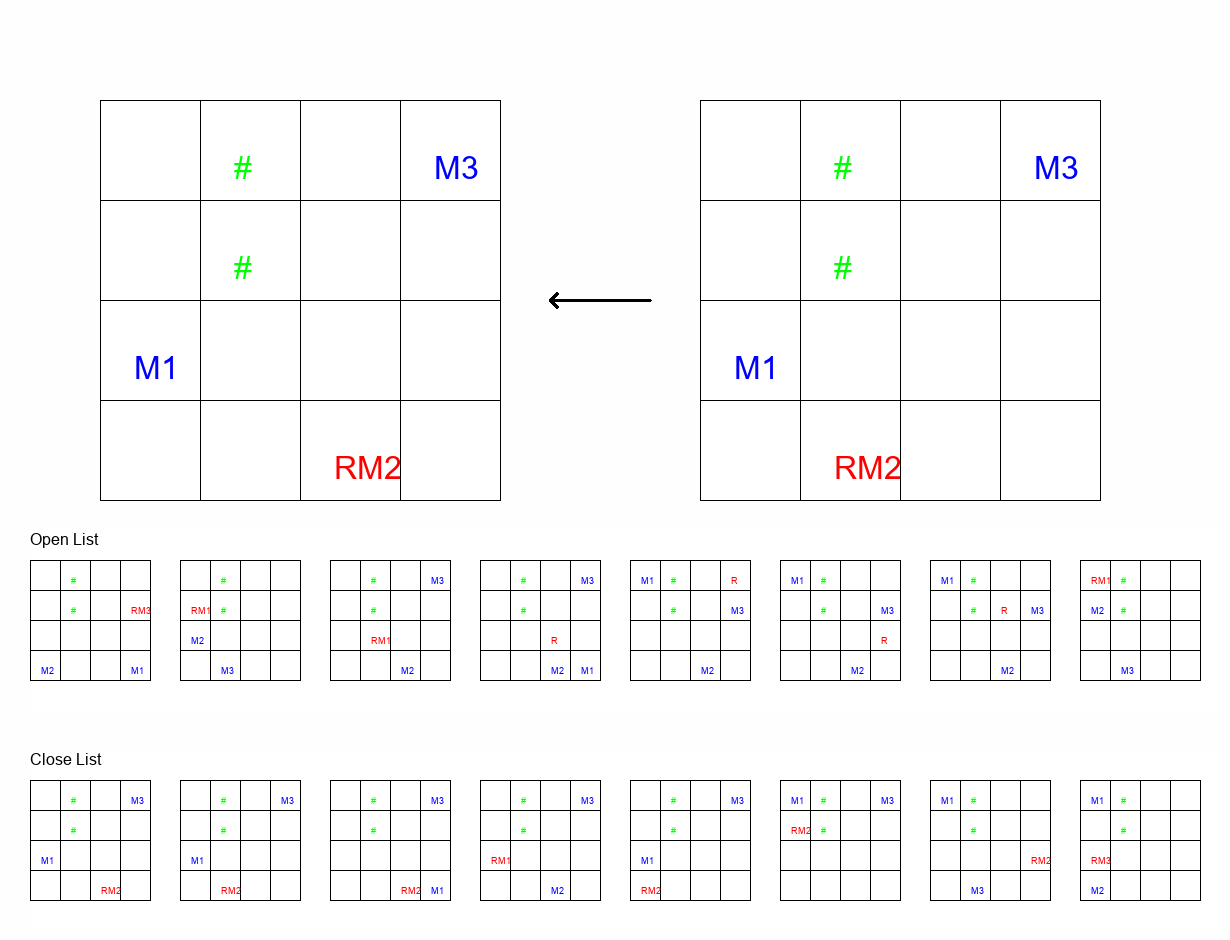 # M3 # M3
# #
M1 M1
RM2 RM2
Open List
# # # M3 # M3 M1 # R M1 # M1 # RM1 #
# RM3 RM1 # # # # M3 # M3 # R M3 M2 #
M2 RM1 R R
M2 M1 M3 M2 M2 M1 M2 M2 M2 M3
Close List
# M3 # M3 # M3 # M3 # M3 M1 # M3 M1 # M1 #
# # # # # RM2 # # #
M1 M1 RM1 M1 RM2 RM3
RM2 RM2 RM2 M1 M2 RM2 M3 M2